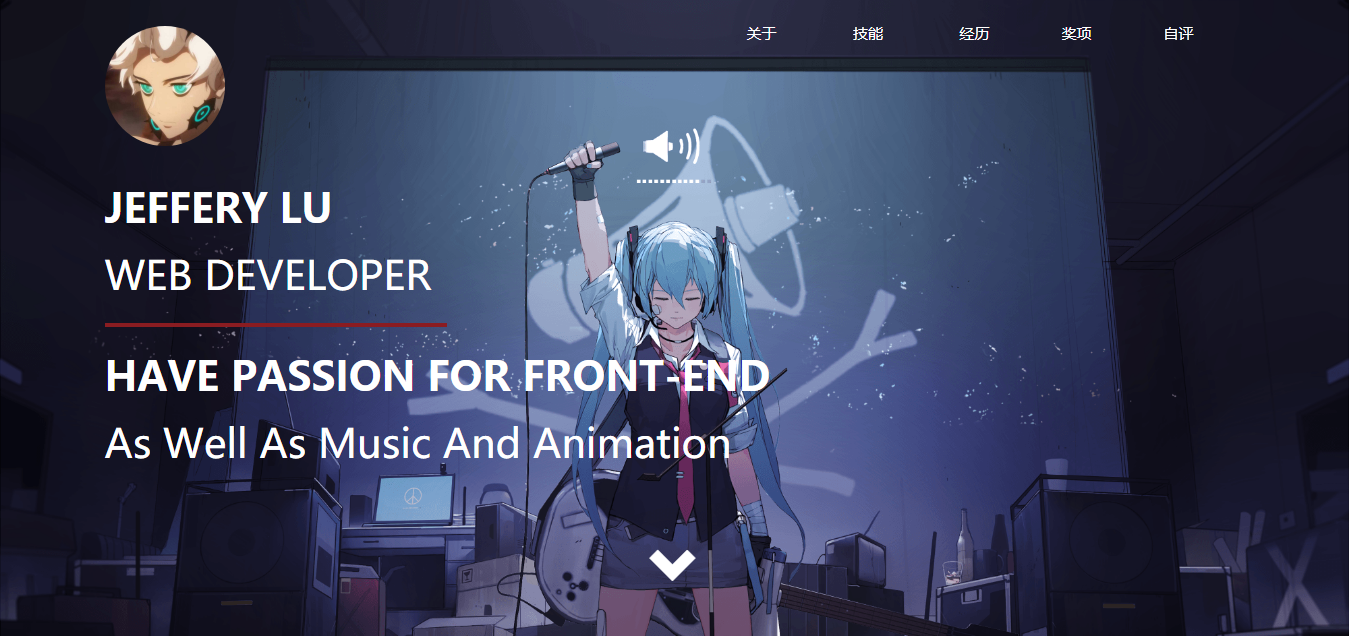 关于 技能 经历 奖项 自评
JEFFERY LU
WEB DEVELOPER
HAVE PASSION FOR FRONT-END
As Well As Music And Animation